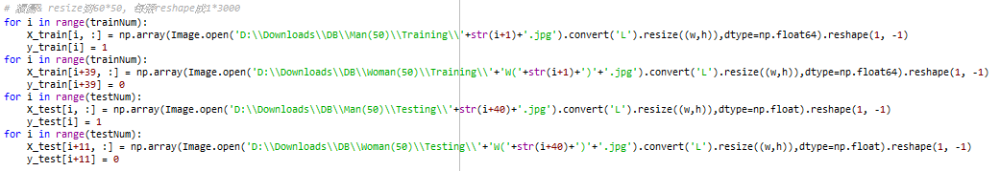 # & resize到60*50, 每張reshape成1*3000
for i in range(trainNum):
    X_train[i, :] = np.array(Image.open('D:\\Downloads\\DB\\Man(50)\\Training\\'+str(i+1)+'.jpg').convert('L').resize((w,h)),dtype=np.float64).reshape(1, -1)
    y_train[i] = 1
for i in range(trainNum):
    X_train[i+39, :] = np.array(Image.open('D:\\Downloads\\DB\\Woman(50)\\Training\\'+'W('+str(i+1)+')'+'.jpg').convert('L').resize((w,h)),dtype=np.float64).reshape(1, -1)
    y_train[i+39] = 0
for i in range(testNum):
    X_test[i, :] = np.array(Image.open('D:\\Downloads\\DB\\Man(50)\\Testing\\'+str(i+40)+'.jpg').convert('L').resize((w,h)),dtype=np.float).reshape(1, -1)
    y_test[i] = 1
for i in range(testNum):
    X_test[i+11, :] = np.array(Image.open('D:\\Downloads\\DB\\Woman(50)\\Testing\\'+'W('+str(i+40)+')'+'.jpg').convert('L').resize((w,h)),dtype=np.float).reshape(1, -1)
    y_test[i+11] = 0